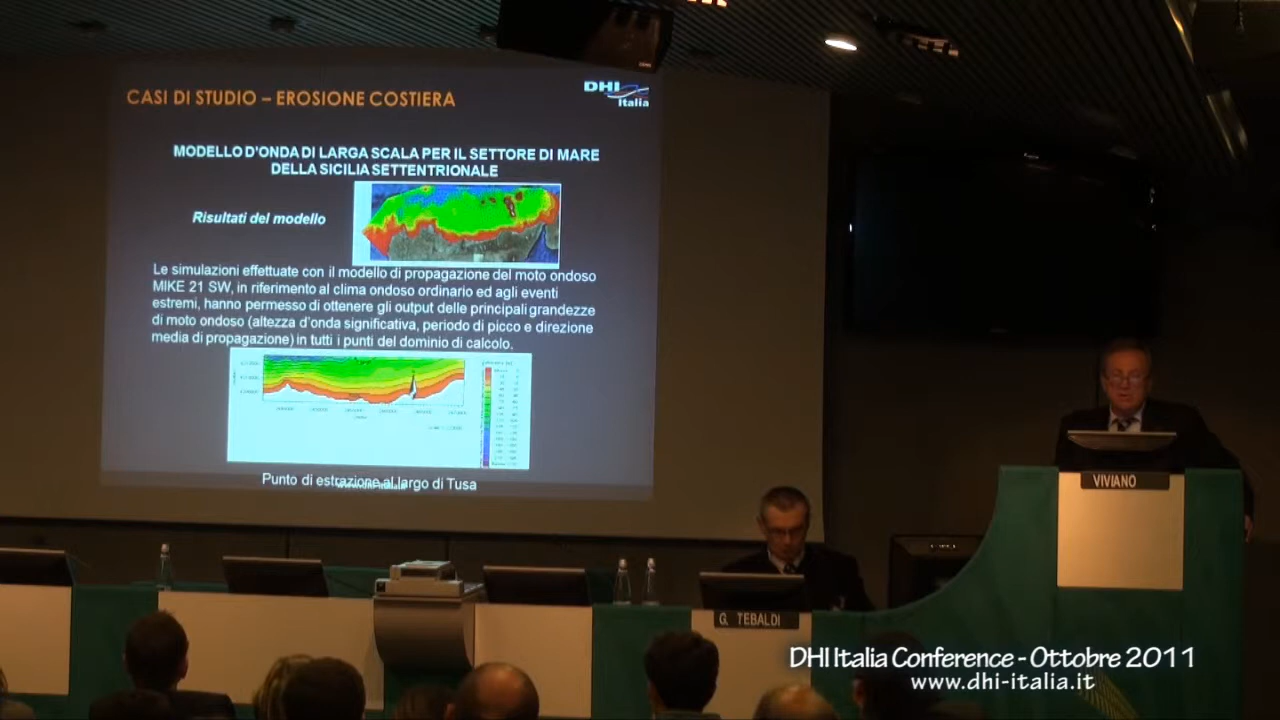 CASI DI STUDIO – EROSIONE COSTIERA
DHI
Italia
MODELLO D'ONDA DI LARGA SCALA PER IL SETTORE DI MARE
DELLA SICILIA SETTENTRIONALE
Risultati del modello
Le simulazioni effettuate con il modello di propagazione del moto ondoso
MIKE 21 SW, in riferimento al clima ondoso ordinario ed agli eventi
estremi, hanno permesso di ottenere gli output delle principali grandezze
di moto ondoso (altezza d'onda significativa, periodo di picco e direzione
media di propagazione) in tutti i punti del dominio di calcolo.
Punto di estrazione al largo di Tusa
VIVIANO
G. TEBALDI
DHI Italia Conference - Ottobre 2011
www.dhi-italia.it